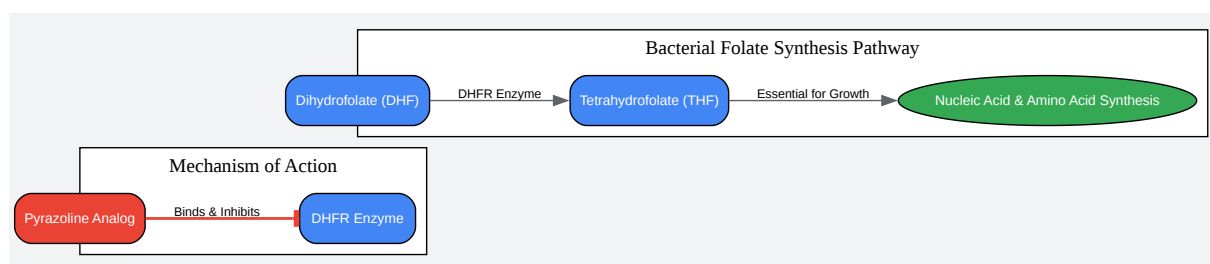 Bacterial Folate Synthesis Pathway
Dihydrofolate (DHF)
DHFR Enzyme
Tetrahydrofolate (THF)
Essential for Growth
Nucleic Acid & Amino Acid Synthesis
Mechanism of Action
Pyrazoline Analog
Binds & Inhibits
DHFR Enzyme